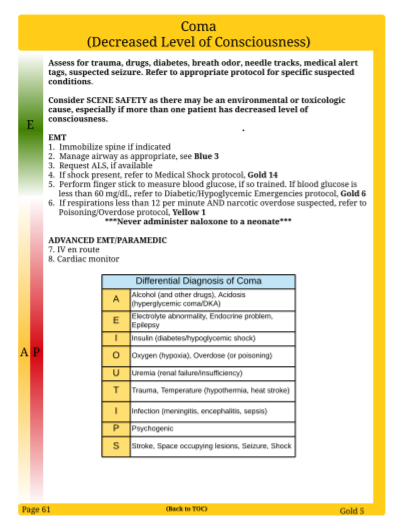 Coma
(Decreased Level of Consciousness)
Assess for trauma, drugs, diabetes, breath odor, needle tracks, medical alert
tags, suspected seizure. Refer to appropriate protocol for specific suspected
conditions.
Consider SCENE SAFETY as there may be an environmental or toxicologic
cause, especially if more than one patient has decreased level of
consciousness.
E
EMT
1. Immobilize spine if indicated
2. Manage airway as appropriate, see Blue 3
3. Request ALS, if available
4. If shock present, refer to Medical Shock protocol, Gold 14
5. Perform finger stick to measure blood glucose, if so trained. If blood glucose is
less than 60 mg/dL, refer to Diabetic/Hypoglycemic Emergencies protocol, Gold 6
6. If respirations less than 12 per minute AND narcotic overdose suspected, refer to
Poisoning/Overdose protocol, Yellow 1
***Never administer naloxone to a neonate***
ADVANCED EMT/PARAMEDIC
7. IV en route
8. Cardiac monitor
A P
Differential Diagnosis of Coma
A Alcohol (and other drugs), Acidosis
(hyperglycemic coma/DKA)
E Electrolyte abnormality, Endocrine problem,
Epilepsy
I Insulin (diabetes/hypoglycemic shock)
O Oxygen (hypoxia), Overdose (or poisoning)
U Uremia (renal failure/insufficiency)
T Trauma, Temperature (hypothermia, heat stroke)
I Infection (meningitis, encephalitis, sepsis)
P Psychogenic
S Stroke, Space occupying lesions, Seizure, Shock
Page 61 (Back to TOC) Gold 5